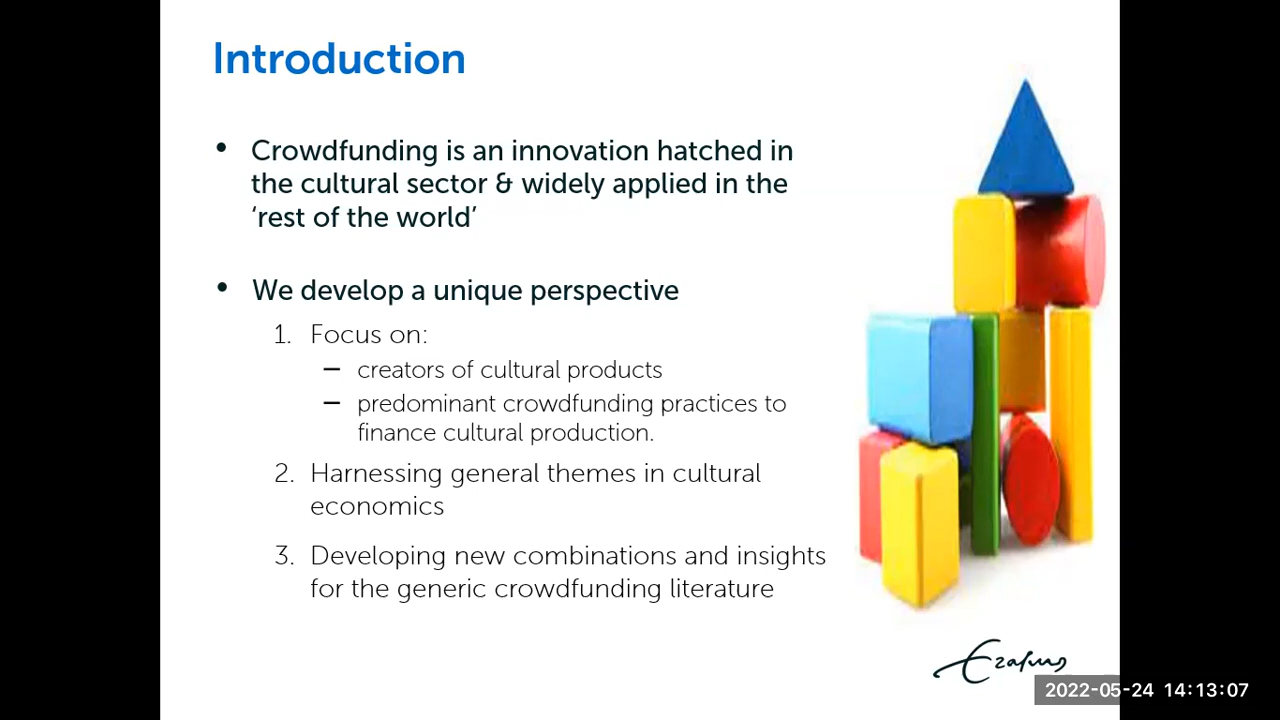 Introduction
• Crowdfunding is an innovation hatched in
the cultural sector & widely applied in the
‘rest of the world’
• We develop a unique perspective
1. Focus on:
– creators of cultural products
– predominant crowdfunding practices to
finance cultural production.
2. Harnessing general themes in cultural
economics
3. Developing new combinations and insights
for the generic crowdfunding literature
Erasmus
2022-05-24 14:13:07